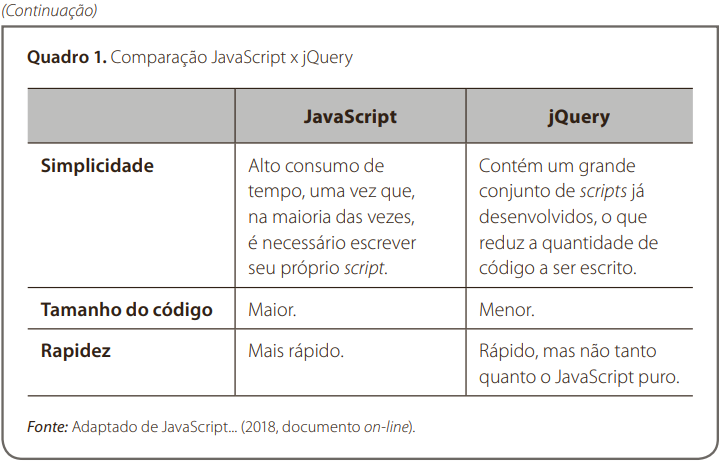 (Continuação)
Quadro 1. Comparação JavaScript x jQuery
JavaScript
jQuery
Simplicidade
Alto consumo de
tempo, uma vez que,
na maioria das vezes,
é necessário escrever
seu próprio script.
Contém um grande
conjunto de scripts já
desenvolvidos, o que
reduz a quantidade de
código a ser escrito.
Tamanho do código
Maior.
Menor.
Rapidez
Mais rápido.
Rápido, mas não tanto
quanto o JavaScript puro.
Fonte: Adaptado de JavaScript... (2018, documento on-line).